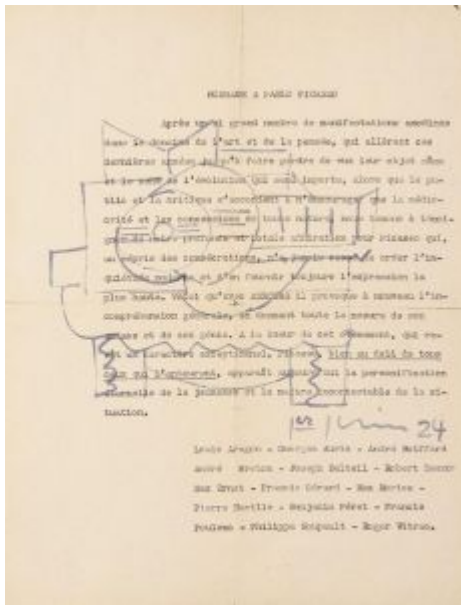 HOMMAGE A PABLO PICASSO
Après un si grand nombre de manifestations anodines
dans le domaine de l'art et de la pensée, qui allèrent ces
dernières années jusqu'à faire perdre de vue leur objet même
et le sens de l'évolution qui seul importe, alors que le pu-
blic et la critique s'accordent à n'encourager que la médio-
crité et les concessions de toute nature, nous tenons à témoi-
gner de notre profonde et totale admiration pour Picasso qui,
au mépris des consécrations, n'a jamais cessé de créer l'in-
quiétude moderne et d'en fournir toujours l'expression la
plus haute. Voici qu'avec il provoque à nouveau l'in-
compréhension générale, et donnant toute la mesure de son
et de son génie. A la lueur de cet évènement, qui re-
vêt un caractère exceptionnel, Picasso, bien au delà de tous
ceux qui l'entourent, apparaît aujourd'hui la personnification
éternelle de la jeunesse et le maître incontestable de la si-
tuation.
24
Louis Aragon - Georges Auric - André Boiffard
André Breton - Joseph Delteil - Robert Desnos
Max Ernst - Francis Gérard - Max Morise -
Pierre Naville - Benjamin Péret - Francis
Poulenc - Philippe Soupault - Roger Vitrac.